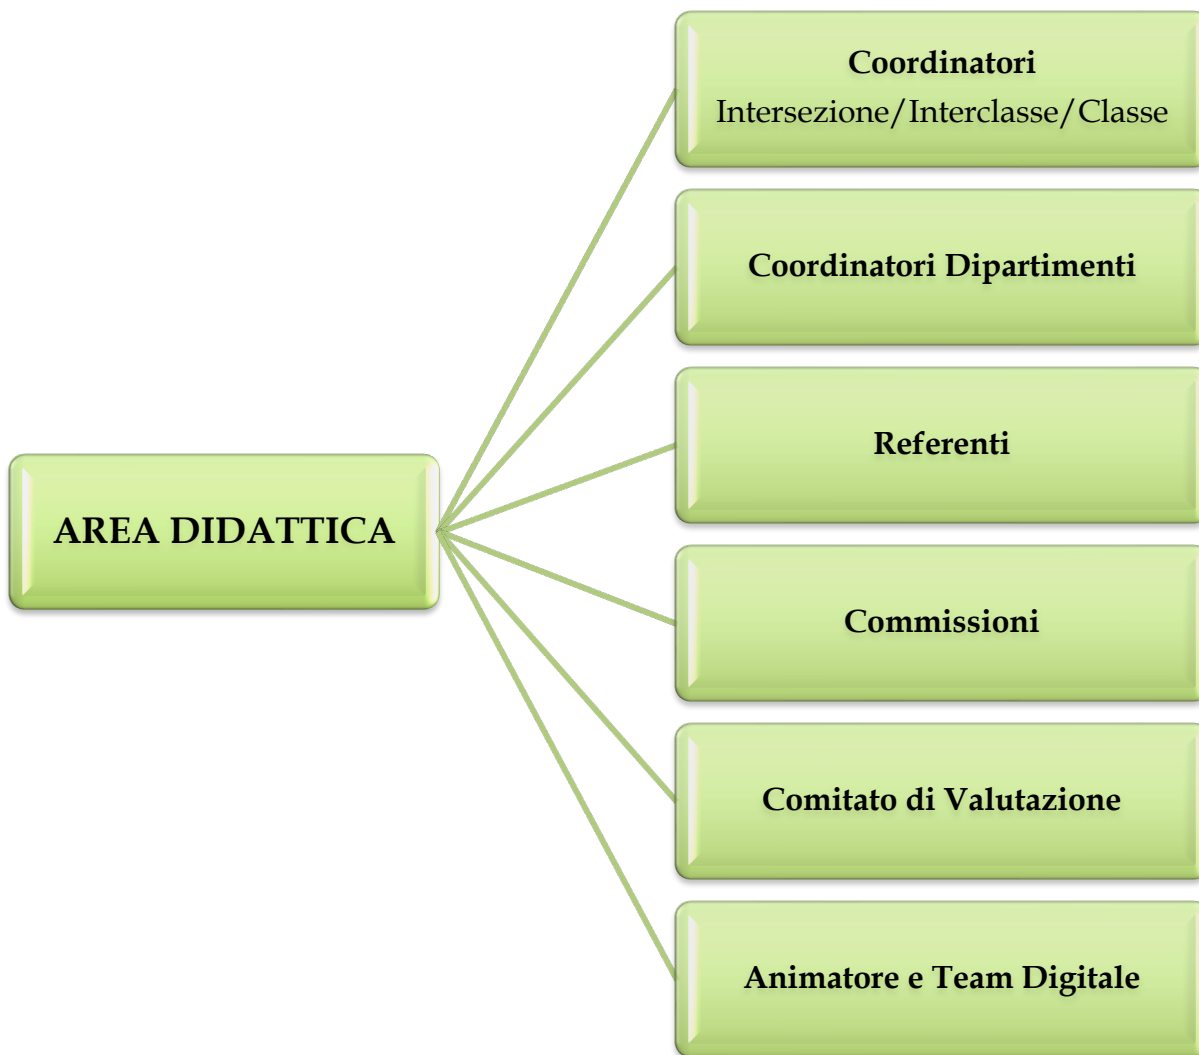 Coordinatori
Intersezione/Interclasse/Classe
Coordinatori Dipartimenti
Referenti
AREA DIDATTICA
Commissioni
Comitato di Valutazione
Animatore e Team Digitale